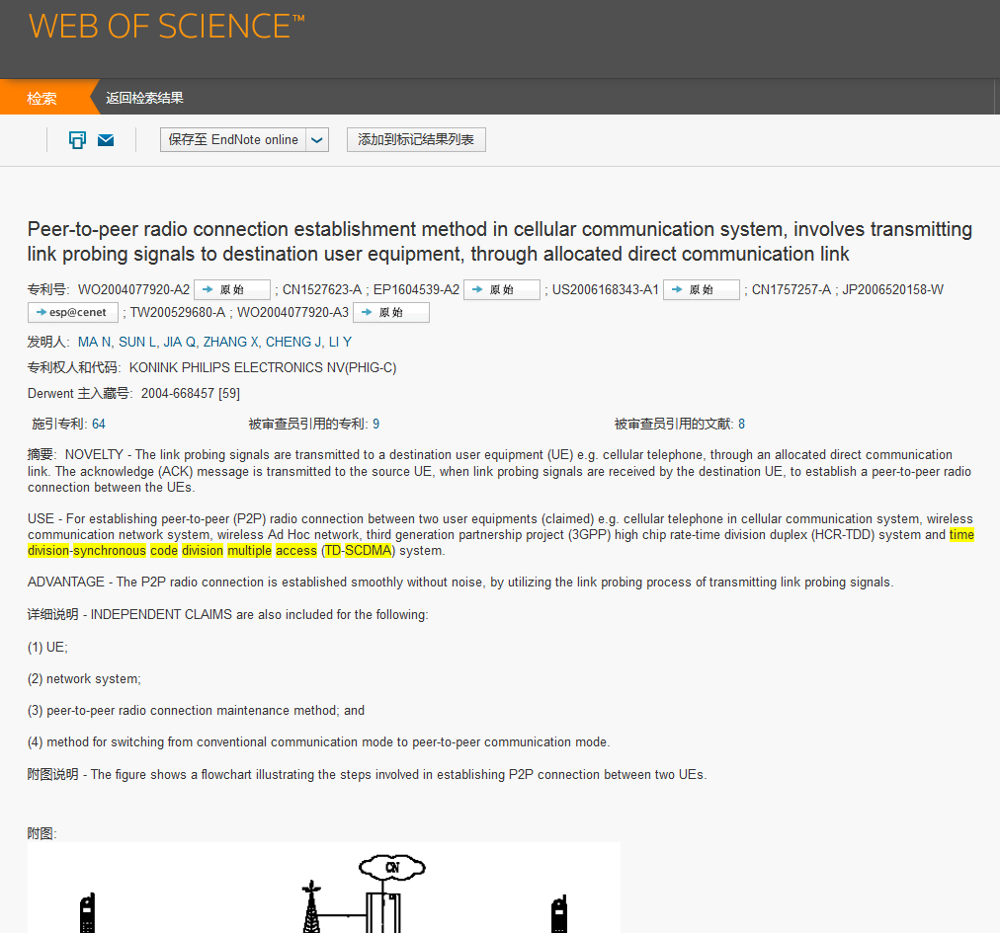 WEB OF SCIENCE™
检索 返回检索结果
保存至 EndNote online 添加到标记结果列表
Peer-to-peer radio connection establishment method in cellular communication system, involves transmitting
link probing signals to destination user equipment, through allocated direct communication link
专利号: WO2004077920-A2 原 始 ; CN1527623-A ; EP1604539-A2 原 始 ; US2006168343-A1 原 始 ; CN1757257-A ; JP2006520158-W
esp@cenet ; TW200529680-A ; WO2004077920-A3 原 始
发明人: MA N, SUN L, JIA Q, ZHANG X, CHENG J, LI Y
专利权人和代码: KONINK PHILIPS ELECTRONICS NV(PHIG-C)
Derwent 主入藏号: 2004-668457 [59]
施引专利: 64 被审查员引用的专利: 9 被审查员引用的文献: 8
摘要: NOVELTY - The link probing signals are transmitted to a destination user equipment (UE) e.g. cellular telephone, through an allocated direct communication
link. The acknowledge (ACK) message is transmitted to the source UE, when link probing signals are received by the destination UE, to establish a peer-to-peer radio
connection between the UEs.
USE - For establishing peer-to-peer (P2P) radio connection between two user equipments (claimed) e.g. cellular telephone in cellular communication system, wireless
communication network system, wireless Ad Hoc network, third generation partnership project (3GPP) high chip rate-time division duplex (HCR-TDD) system and time
division-synchronous code division multiple access (TD-SCDMA) system.
ADVANTAGE - The P2P radio connection is established smoothly without noise, by utilizing the link probing process of transmitting link probing signals.
详细说明 - INDEPENDENT CLAIMS are also included for the following:
(1) UE;
(2) network system;
(3) peer-to-peer radio connection maintenance method; and
(4) method for switching from conventional communication mode to peer-to-peer communication mode.
附图说明 - The figure shows a flowchart illustrating the steps involved in establishing P2P connection between two UEs.
附图:
CN